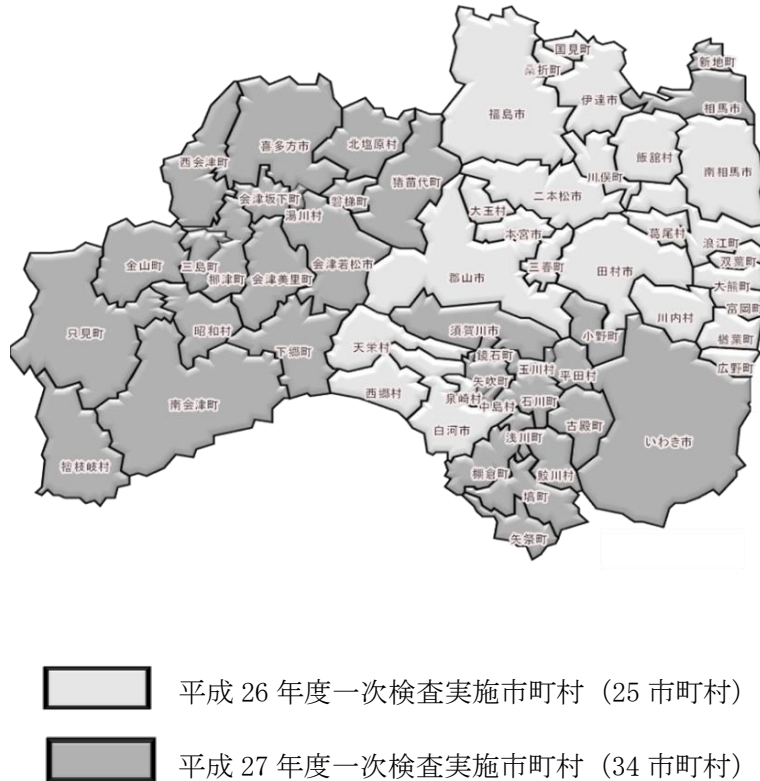 国見町
桑折町
新地町
伊達市
相馬市
福島市
喜多方市
北塩原村
飯舘村
西会津町
川俣町
南相馬市
猪苗代町
二本松市
会津坂下町
磐梯町
大玉村
湯川村
本宮市
葛尾村
浪江町
双葉町
金山町
三島町
会津若松市
三春町
田村市
郡山市
柳津町
会津美里町
大熊町
富岡町
川内村
只見町
昭和村
須賀川市
小野町
楢葉町
天栄村
下郷町
鏡石町
玉川村
平田村
広野町
矢吹町
西郷村
泉崎村
中島村
石川町
南会津町
白河市
浅川町
古殿町
いわき市
檜枝岐村
棚倉町
鮫川村
塙町
矢祭町
平成 26 年度一次検査実施市町村（25 市町村）
平成 27 年度一次検査実施市町村（34 市町村）